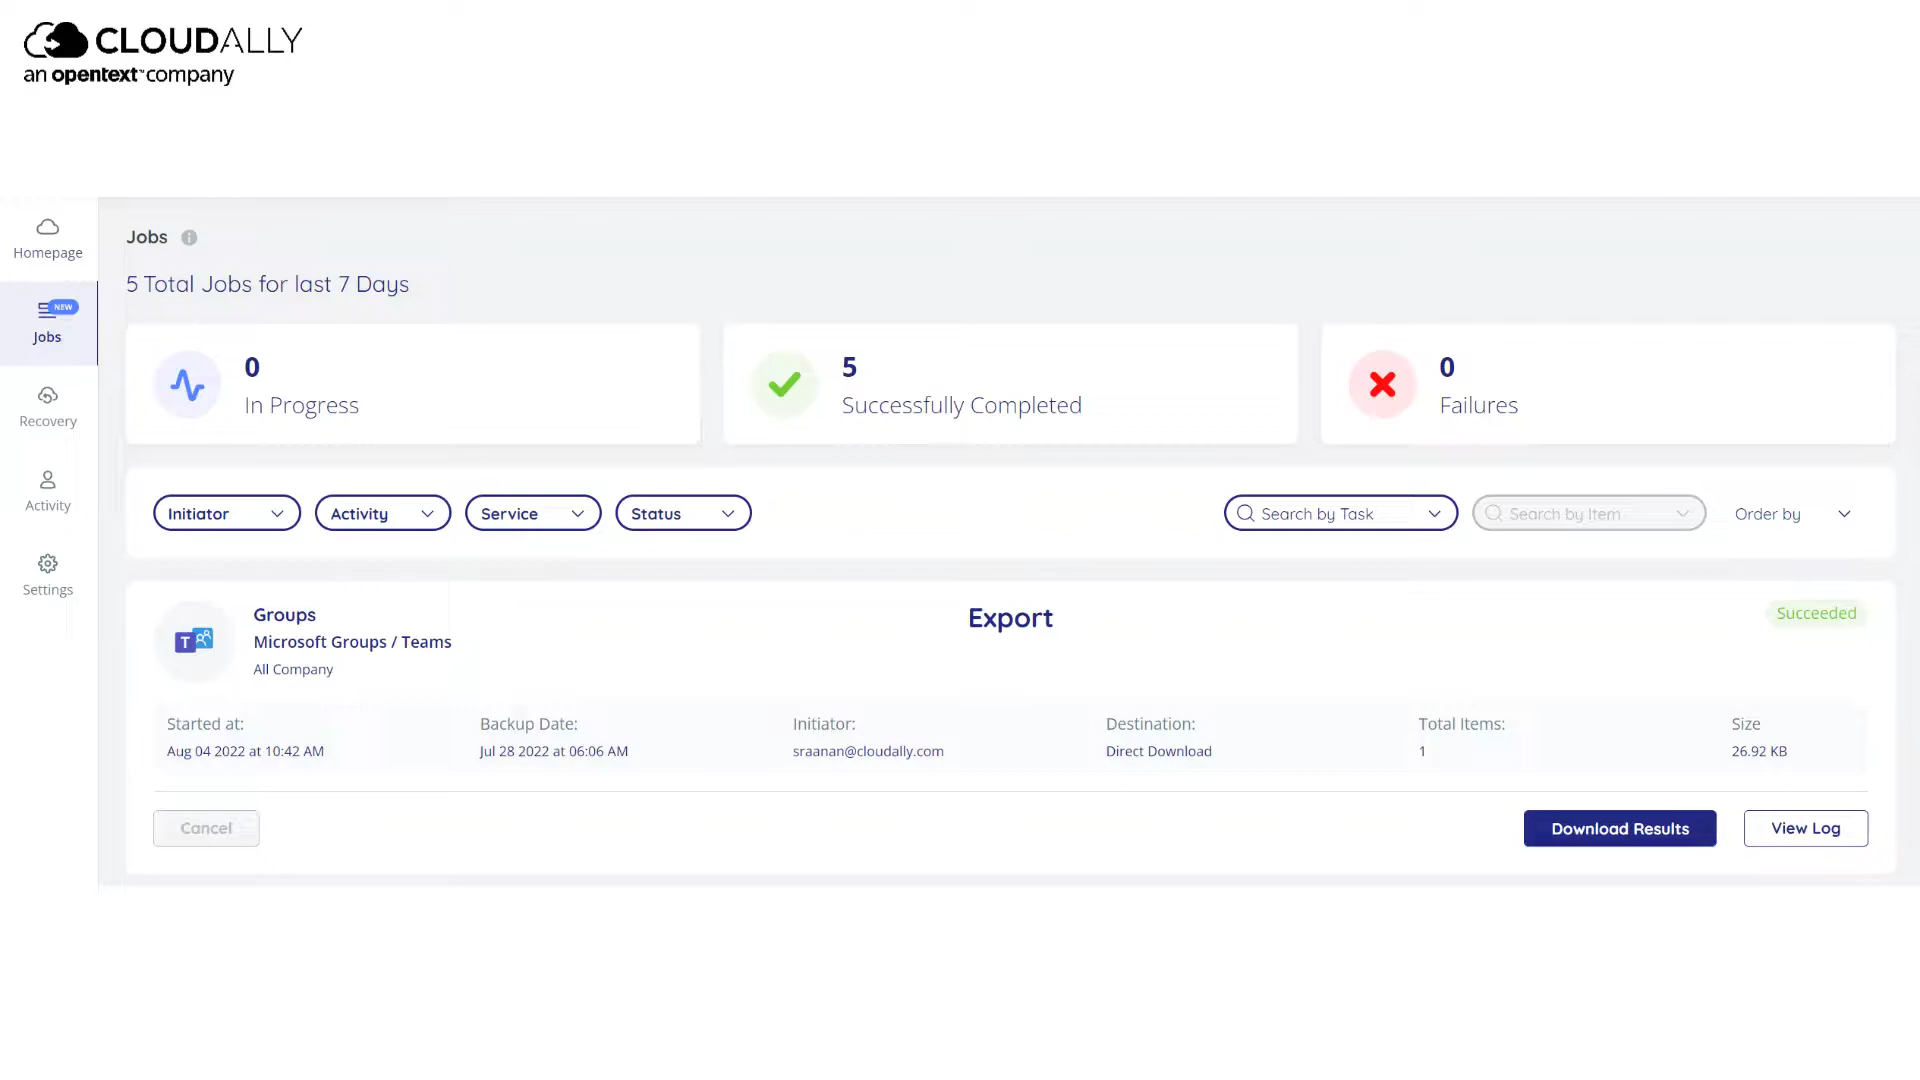 CLOUDALLY
an opentext™ company
Homepage
NEW
Jobs
Recovery
Activity
Settings
Jobs
5 Total Jobs for last 7 Days
0
In Progress
5
Successfully Completed
0
Failures
Initiator
Activity
Service
Status
Search by Task
Search by Item
Order by
Groups
Microsoft Groups / Teams
All Company
Export
Succeeded
Started at:
Aug 04 2022 at 10:42 AM
Backup Date:
Jul 28 2022 at 06:06 AM
Initiator:
sraanan@cloudally.com
Destination:
Direct Download
Total Items:
1
Size
26.92 KB
Cancel
Download Results
View Log